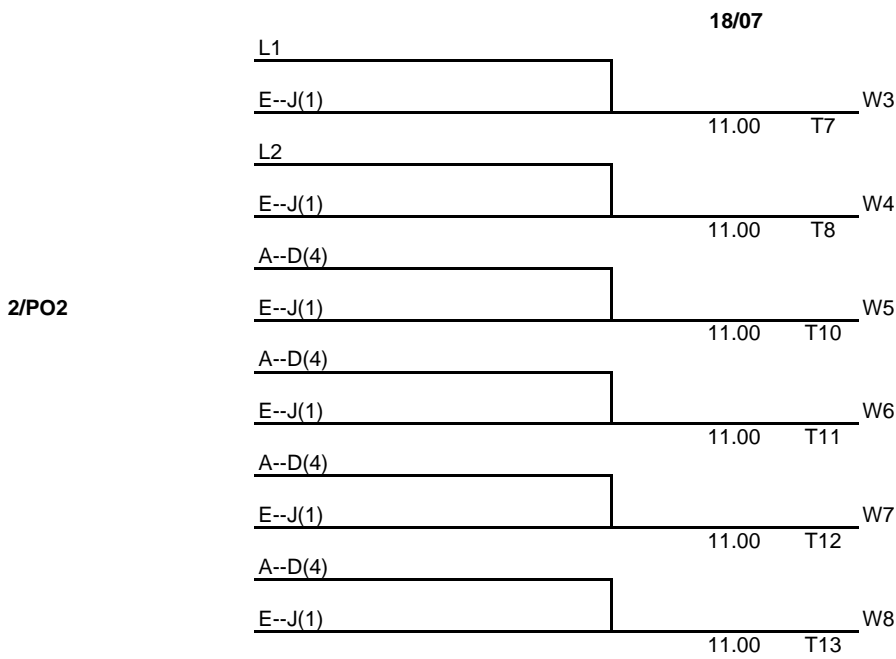 18/07
L1
E--J(1) W3
11.00 T7
L2
E--J(1) W4
11.00 T8
A--D(4)
2/PO2 E--J(1) W5
11.00 T10
A--D(4)
E--J(1) W6
11.00 T11
A--D(4)
E--J(1) W7
11.00 T12
A--D(4)
E--J(1) W8
11.00 T13